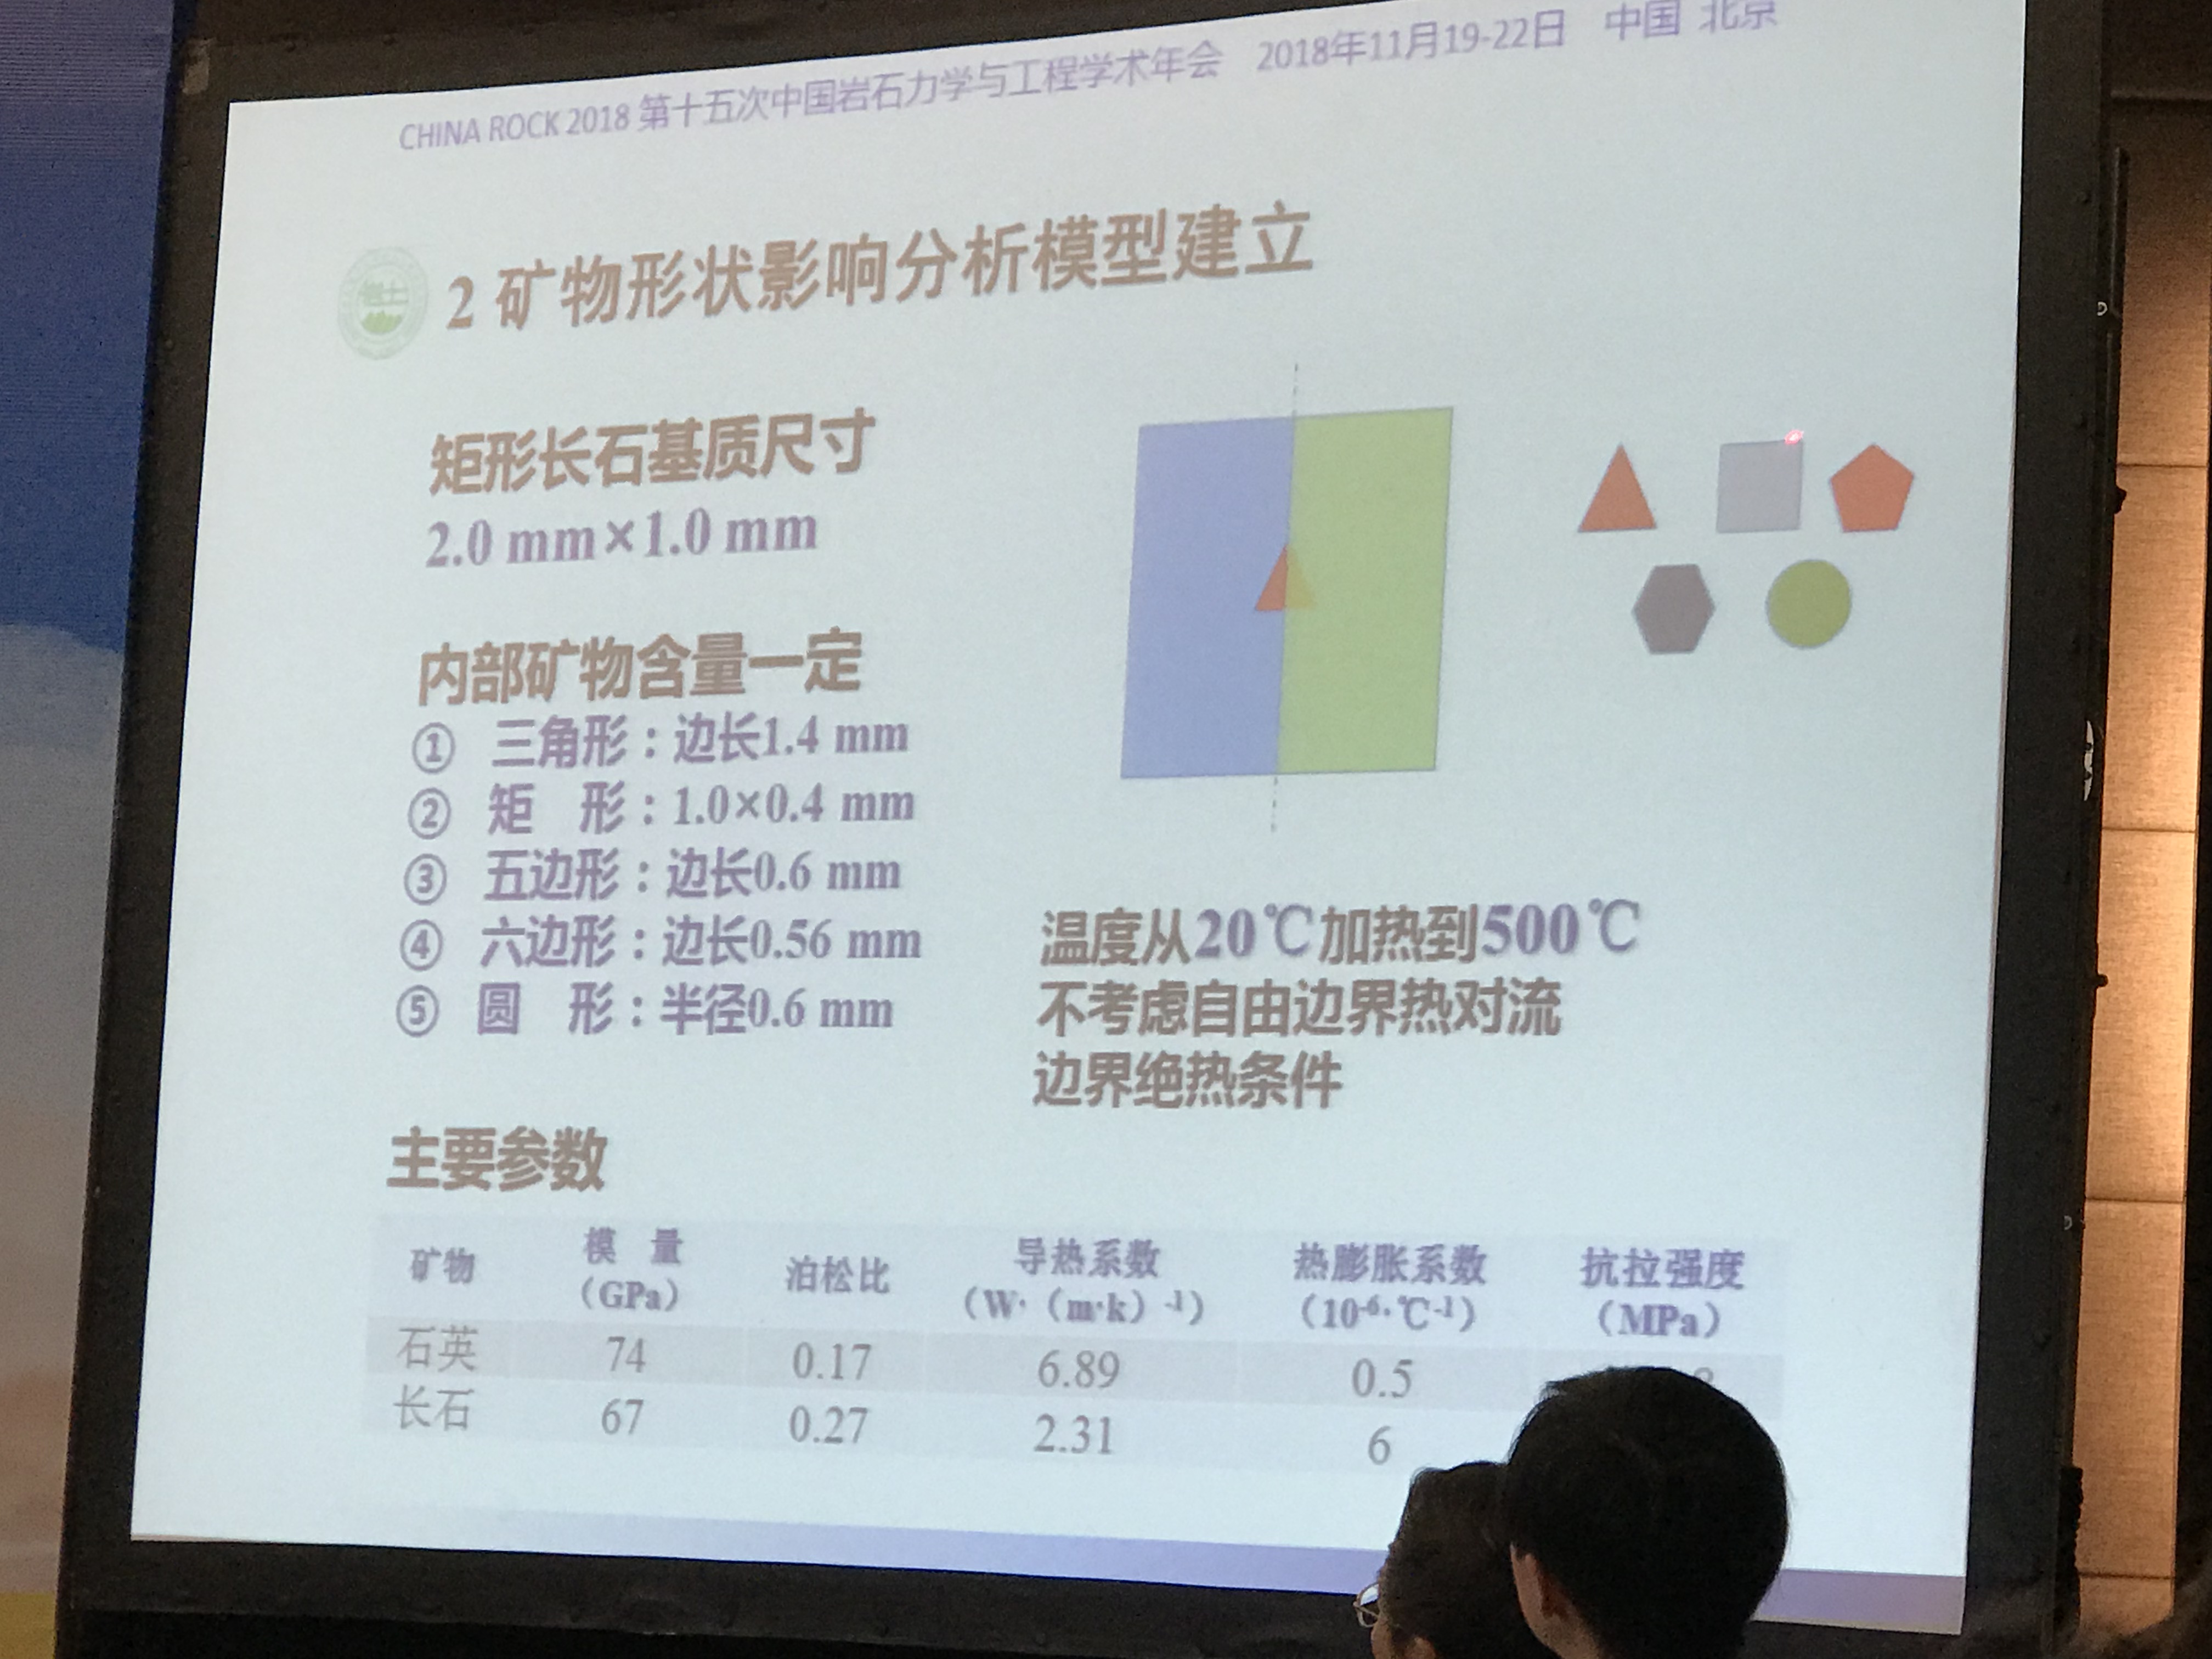 CHINA ROCK 2018 第十五次中国岩石力学与工程学术年会 2018年11月19-22日 中国 北京
岩土
2 矿物形状影响分析模型建立
矩形长石基质尺寸
2.0 mm×1.0 mm
内部矿物含量一定
① 三角形：边长1.4 mm
② 矩 形：1.0×0.4 mm
③ 五边形：边长0.6 mm
④ 六边形：边长0.56 mm
⑤ 圆 形：半径0.6 mm
温度从20℃加热到500℃
不考虑自由边界热对流
边界绝热条件
主要参数
矿物 模 量（GPa） 泊松比 导热系数（W·（m·k）-1） 热膨胀系数（10-6·℃-1） 抗拉强度（MPa）
石英 74 0.17 6.89 0.5
长石 67 0.27 2.31 6